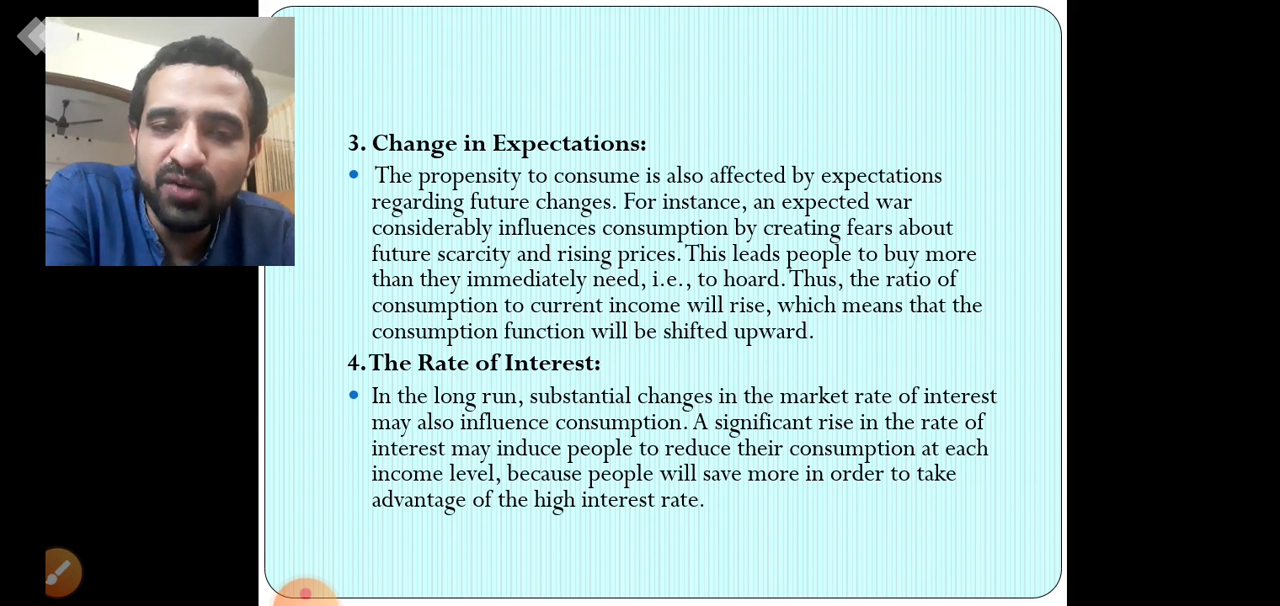 3. Change in Expectations:
The propensity to consume is also affected by expectations
regarding future changes. For instance, an expected war
considerably influences consumption by creating fears about
future scarcity and rising prices. This leads people to buy more
than they immediately need, i.e., to hoard. Thus, the ratio of
consumption to current income will rise, which means that the
consumption function will be shifted upward.
4. The Rate of Interest:
In the long run, substantial changes in the market rate of interest
may also influence consumption. A significant rise in the rate of
interest may induce people to reduce their consumption at each
income level, because people will save more in order to take
advantage of the high interest rate.